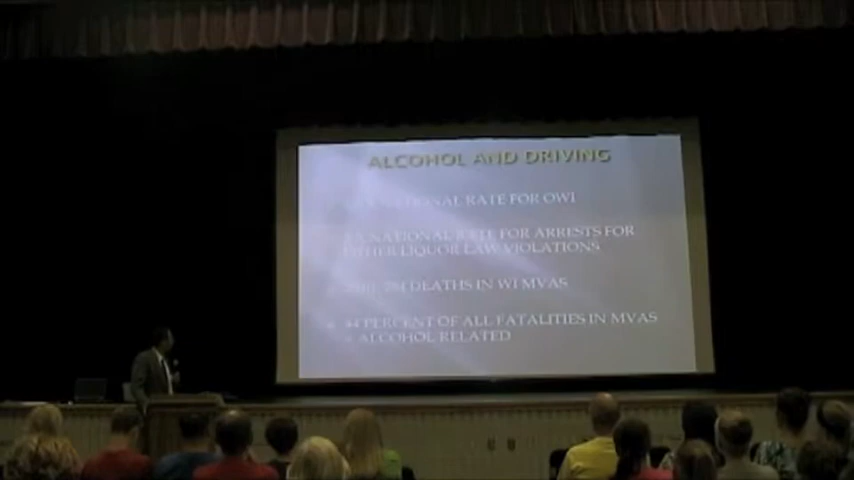 ALCOHOL AND DRIVING
NATIONAL RATE FOR OWI
NATIONAL RATE FOR ARRESTS FOR
OTHER LIQUOR LAW VIOLATIONS
DEATHS IN WI MVAS
44 PERCENT OF ALL FATALITIES IN MVAS
ALCOHOL RELATED